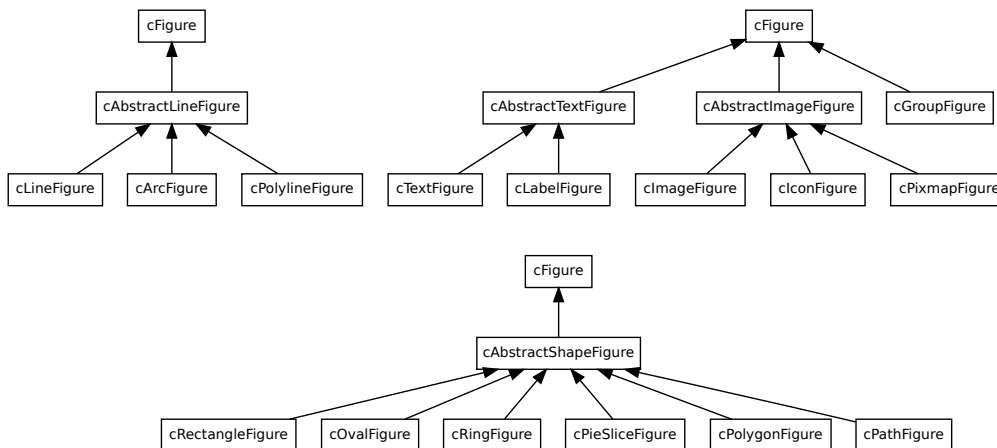 cFigure
cAbstractLineFigure
cLineFigure
cArcFigure
cPolylineFigure
cFigure
cAbstractTextFigure
cAbstractImageFigure
cGroupFigure
cTextFigure
cLabelFigure
cImageFigure
cIconFigure
cPixmapFigure
cFigure
cAbstractShapeFigure
cRectangleFigure
cOvalFigure
cRingFigure
cPieSliceFigure
cPolygonFigure
cPathFigure